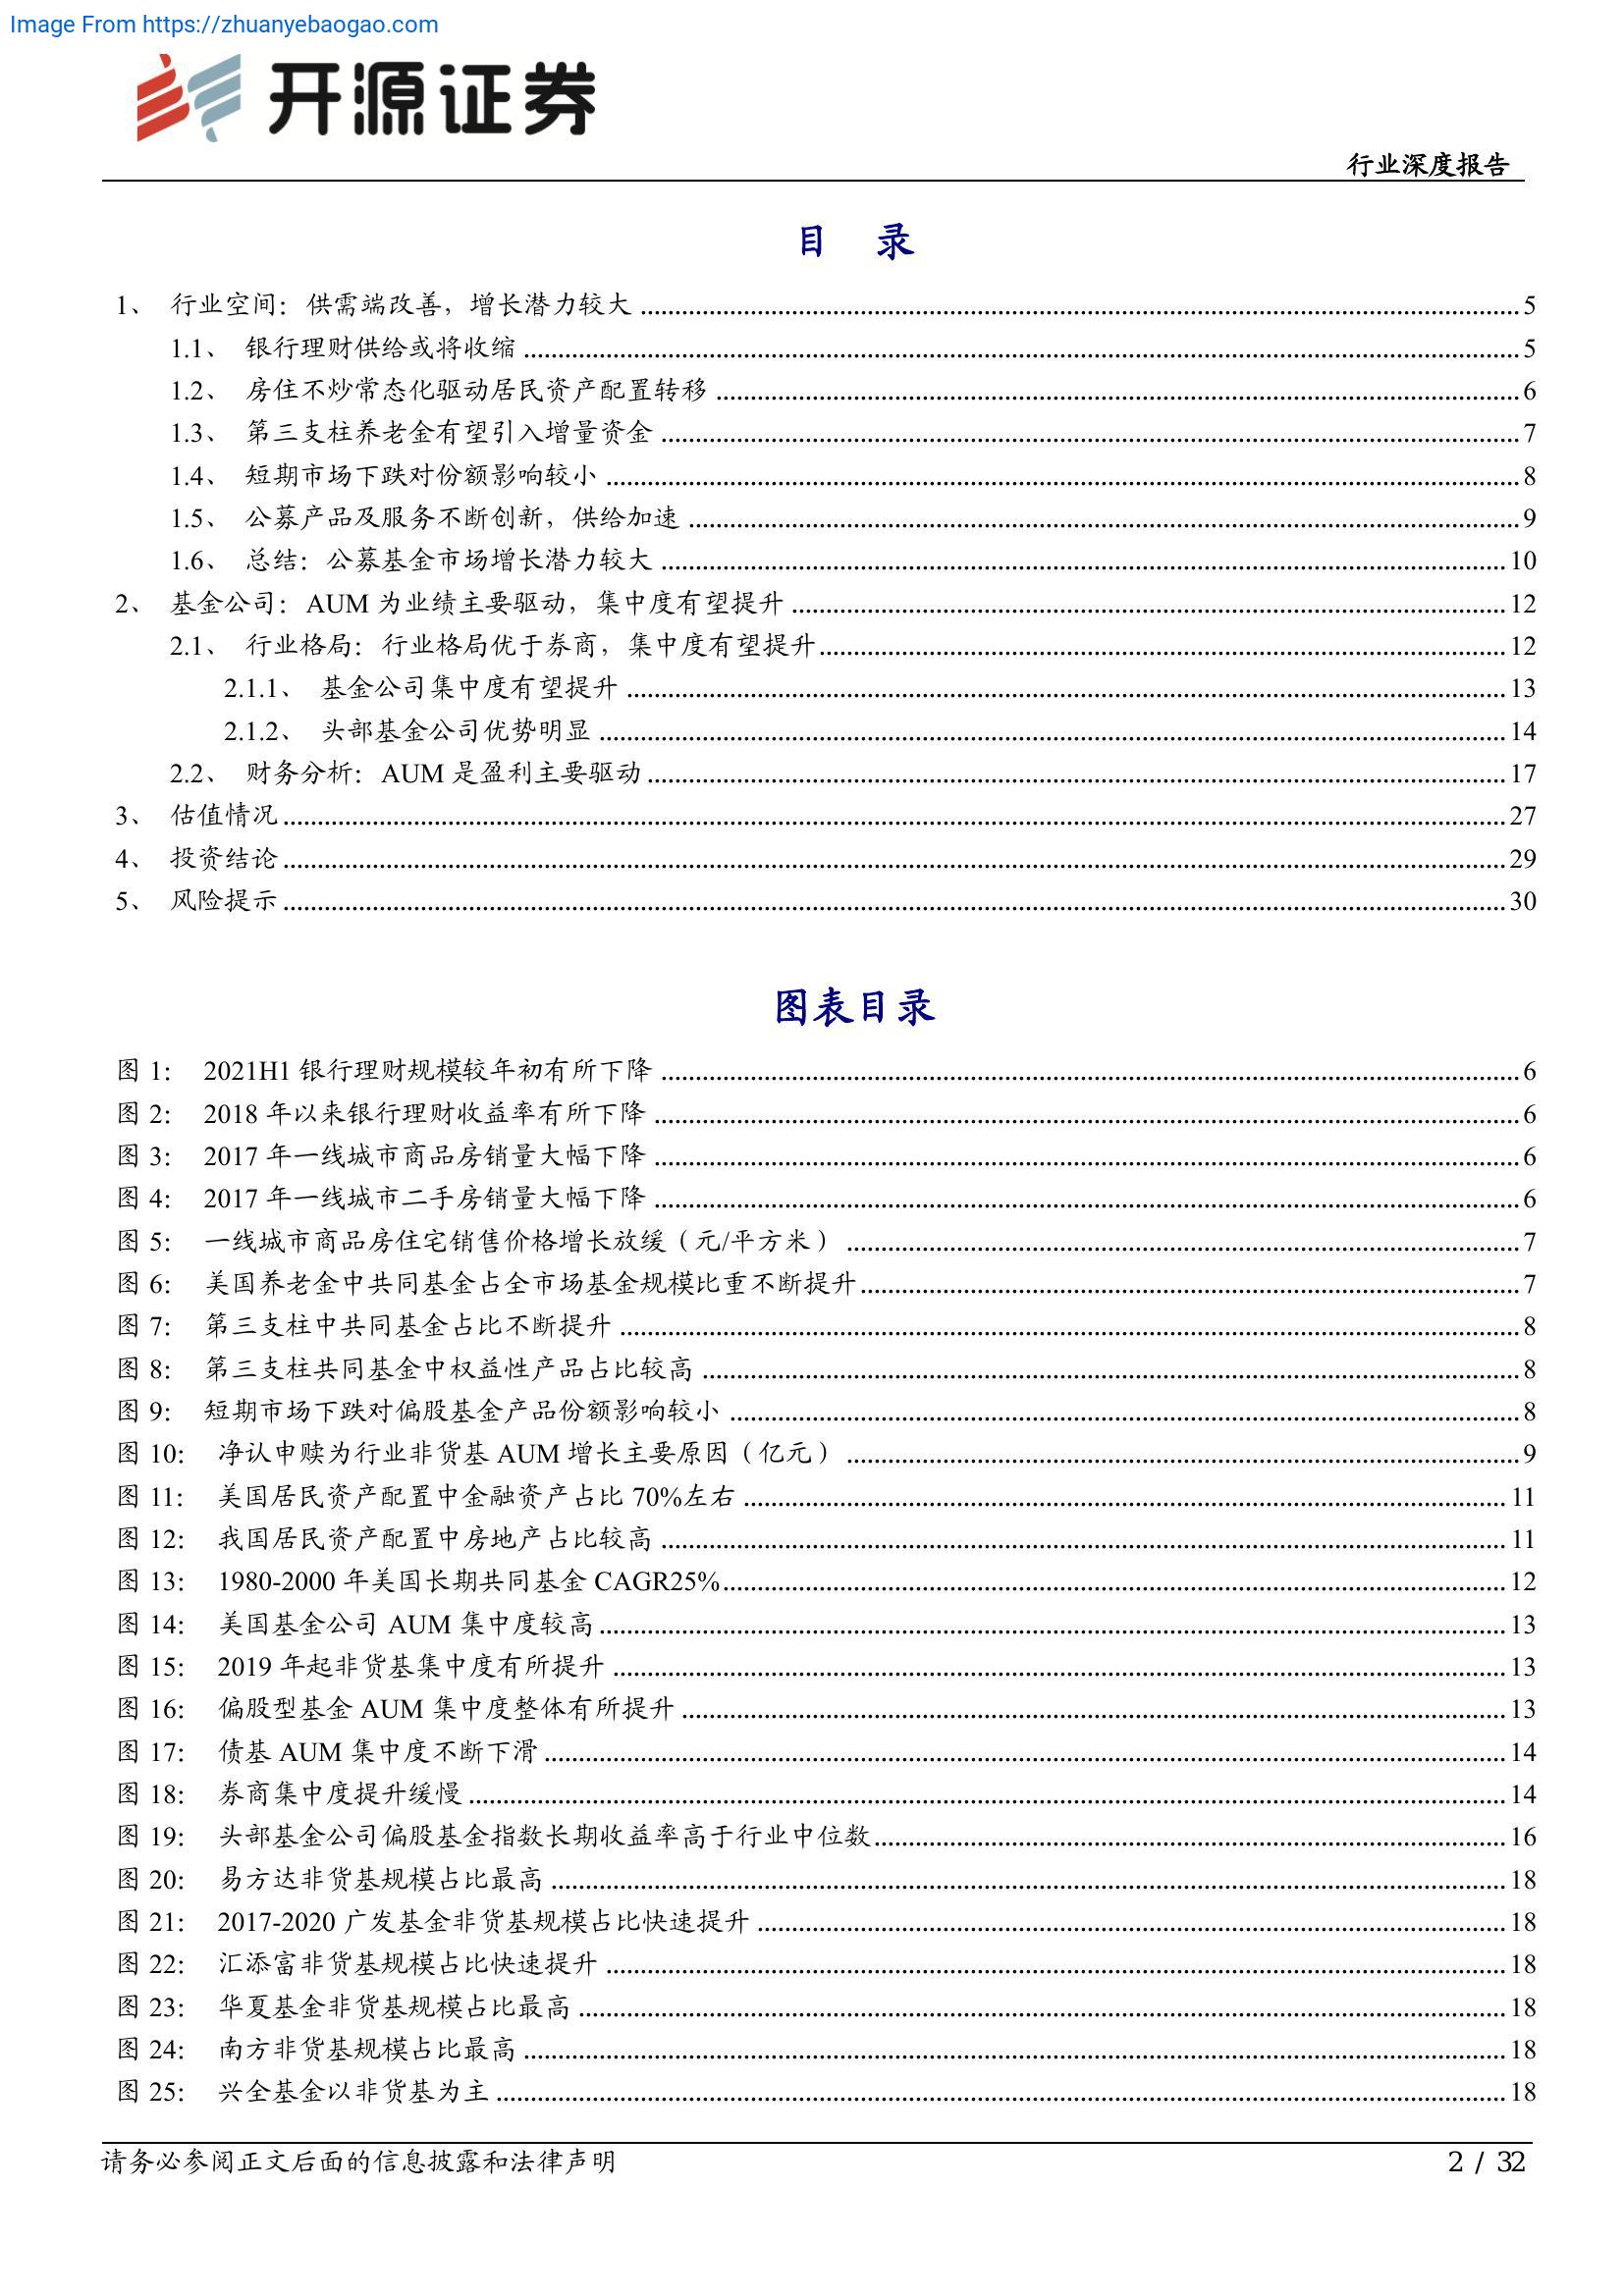 Image From https://zhuanyebaogao.com
开源证券
行业深度报告
目 录
1、 行业空间：供需端改善，增长潜力较大 5
1.1、 银行理财供给或将收缩 5
1.2、 房住不炒常态化驱动居民资产配置转移 6
1.3、 第三支柱养老金有望引入增量资金 7
1.4、 短期市场下跌对份额影响较小 8
1.5、 公募产品及服务不断创新，供给加速 9
1.6、 总结：公募基金市场增长潜力较大 10
2、 基金公司：AUM 为业绩主要驱动，集中度有望提升 12
2.1、 行业格局：行业格局优于券商，集中度有望提升 12
2.1.1、 基金公司集中度有望提升 13
2.1.2、 头部基金公司优势明显 14
2.2、 财务分析：AUM 是盈利主要驱动 17
3、 估值情况 27
4、 投资结论 29
5、 风险提示 30
图表目录
图 1： 2021H1 银行理财规模较年初有所下降 6
图 2： 2018 年以来银行理财收益率有所下降 6
图 3： 2017 年一线城市商品房销量大幅下降 6
图 4： 2017 年一线城市二手房销量大幅下降 6
图 5： 一线城市商品房住宅销售价格增长放缓（元/平方米） 7
图 6： 美国养老金中共同基金占全市场基金规模比重不断提升 7
图 7： 第三支柱中共同基金占比不断提升 8
图 8： 第三支柱共同基金中权益性产品占比较高 8
图 9： 短期市场下跌对偏股基金产品份额影响较小 8
图 10： 净认申赎为行业非货基 AUM 增长主要原因（亿元） 9
图 11： 美国居民资产配置中金融资产占比 70%左右 11
图 12： 我国居民资产配置中房地产占比较高 11
图 13： 1980-2000 年美国长期共同基金 CAGR25% 12
图 14： 美国基金公司 AUM 集中度较高 13
图 15： 2019 年起非货基集中度有所提升 13
图 16： 偏股型基金 AUM 集中度整体有所提升 13
图 17： 债基 AUM 集中度不断下滑 14
图 18： 券商集中度提升缓慢 14
图 19： 头部基金公司偏股基金指数长期收益率高于行业中位数 16
图 20： 易方达非货基规模占比最高 18
图 21： 2017-2020 广发基金非货基规模占比快速提升 18
图 22： 汇添富非货基规模占比快速提升 18
图 23： 华夏基金非货基规模占比最高 18
图 24： 南方非货基规模占比最高 18
图 25： 兴全基金以非货基为主 18
请务必参阅正文后面的信息披露和法律声明 2 / 32